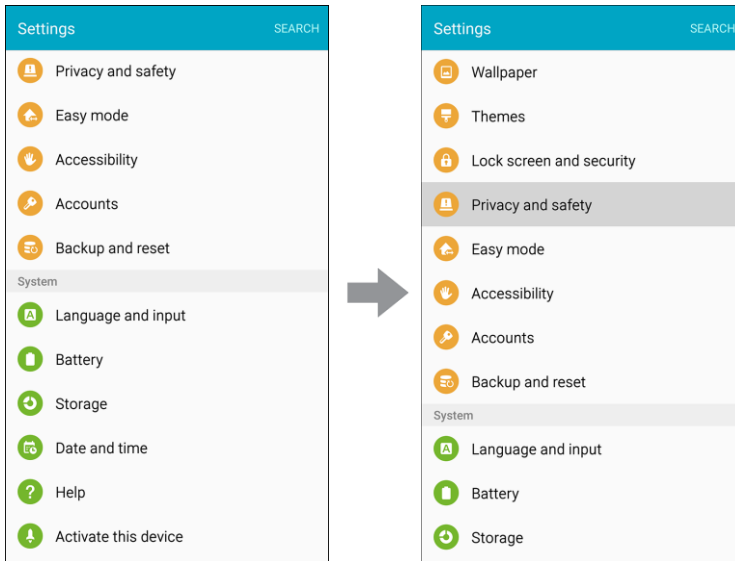 Settings
SEARCH
Privacy and safety
Easy mode
Accessibility
Accounts
Backup and reset
System
Language and input
Battery
Storage
Date and time
Help
Activate this device
Settings
SEARCH
Wallpaper
Themes
Lock screen and security
Privacy and safety
Easy mode
Accessibility
Accounts
Backup and reset
System
Language and input
Battery
Storage